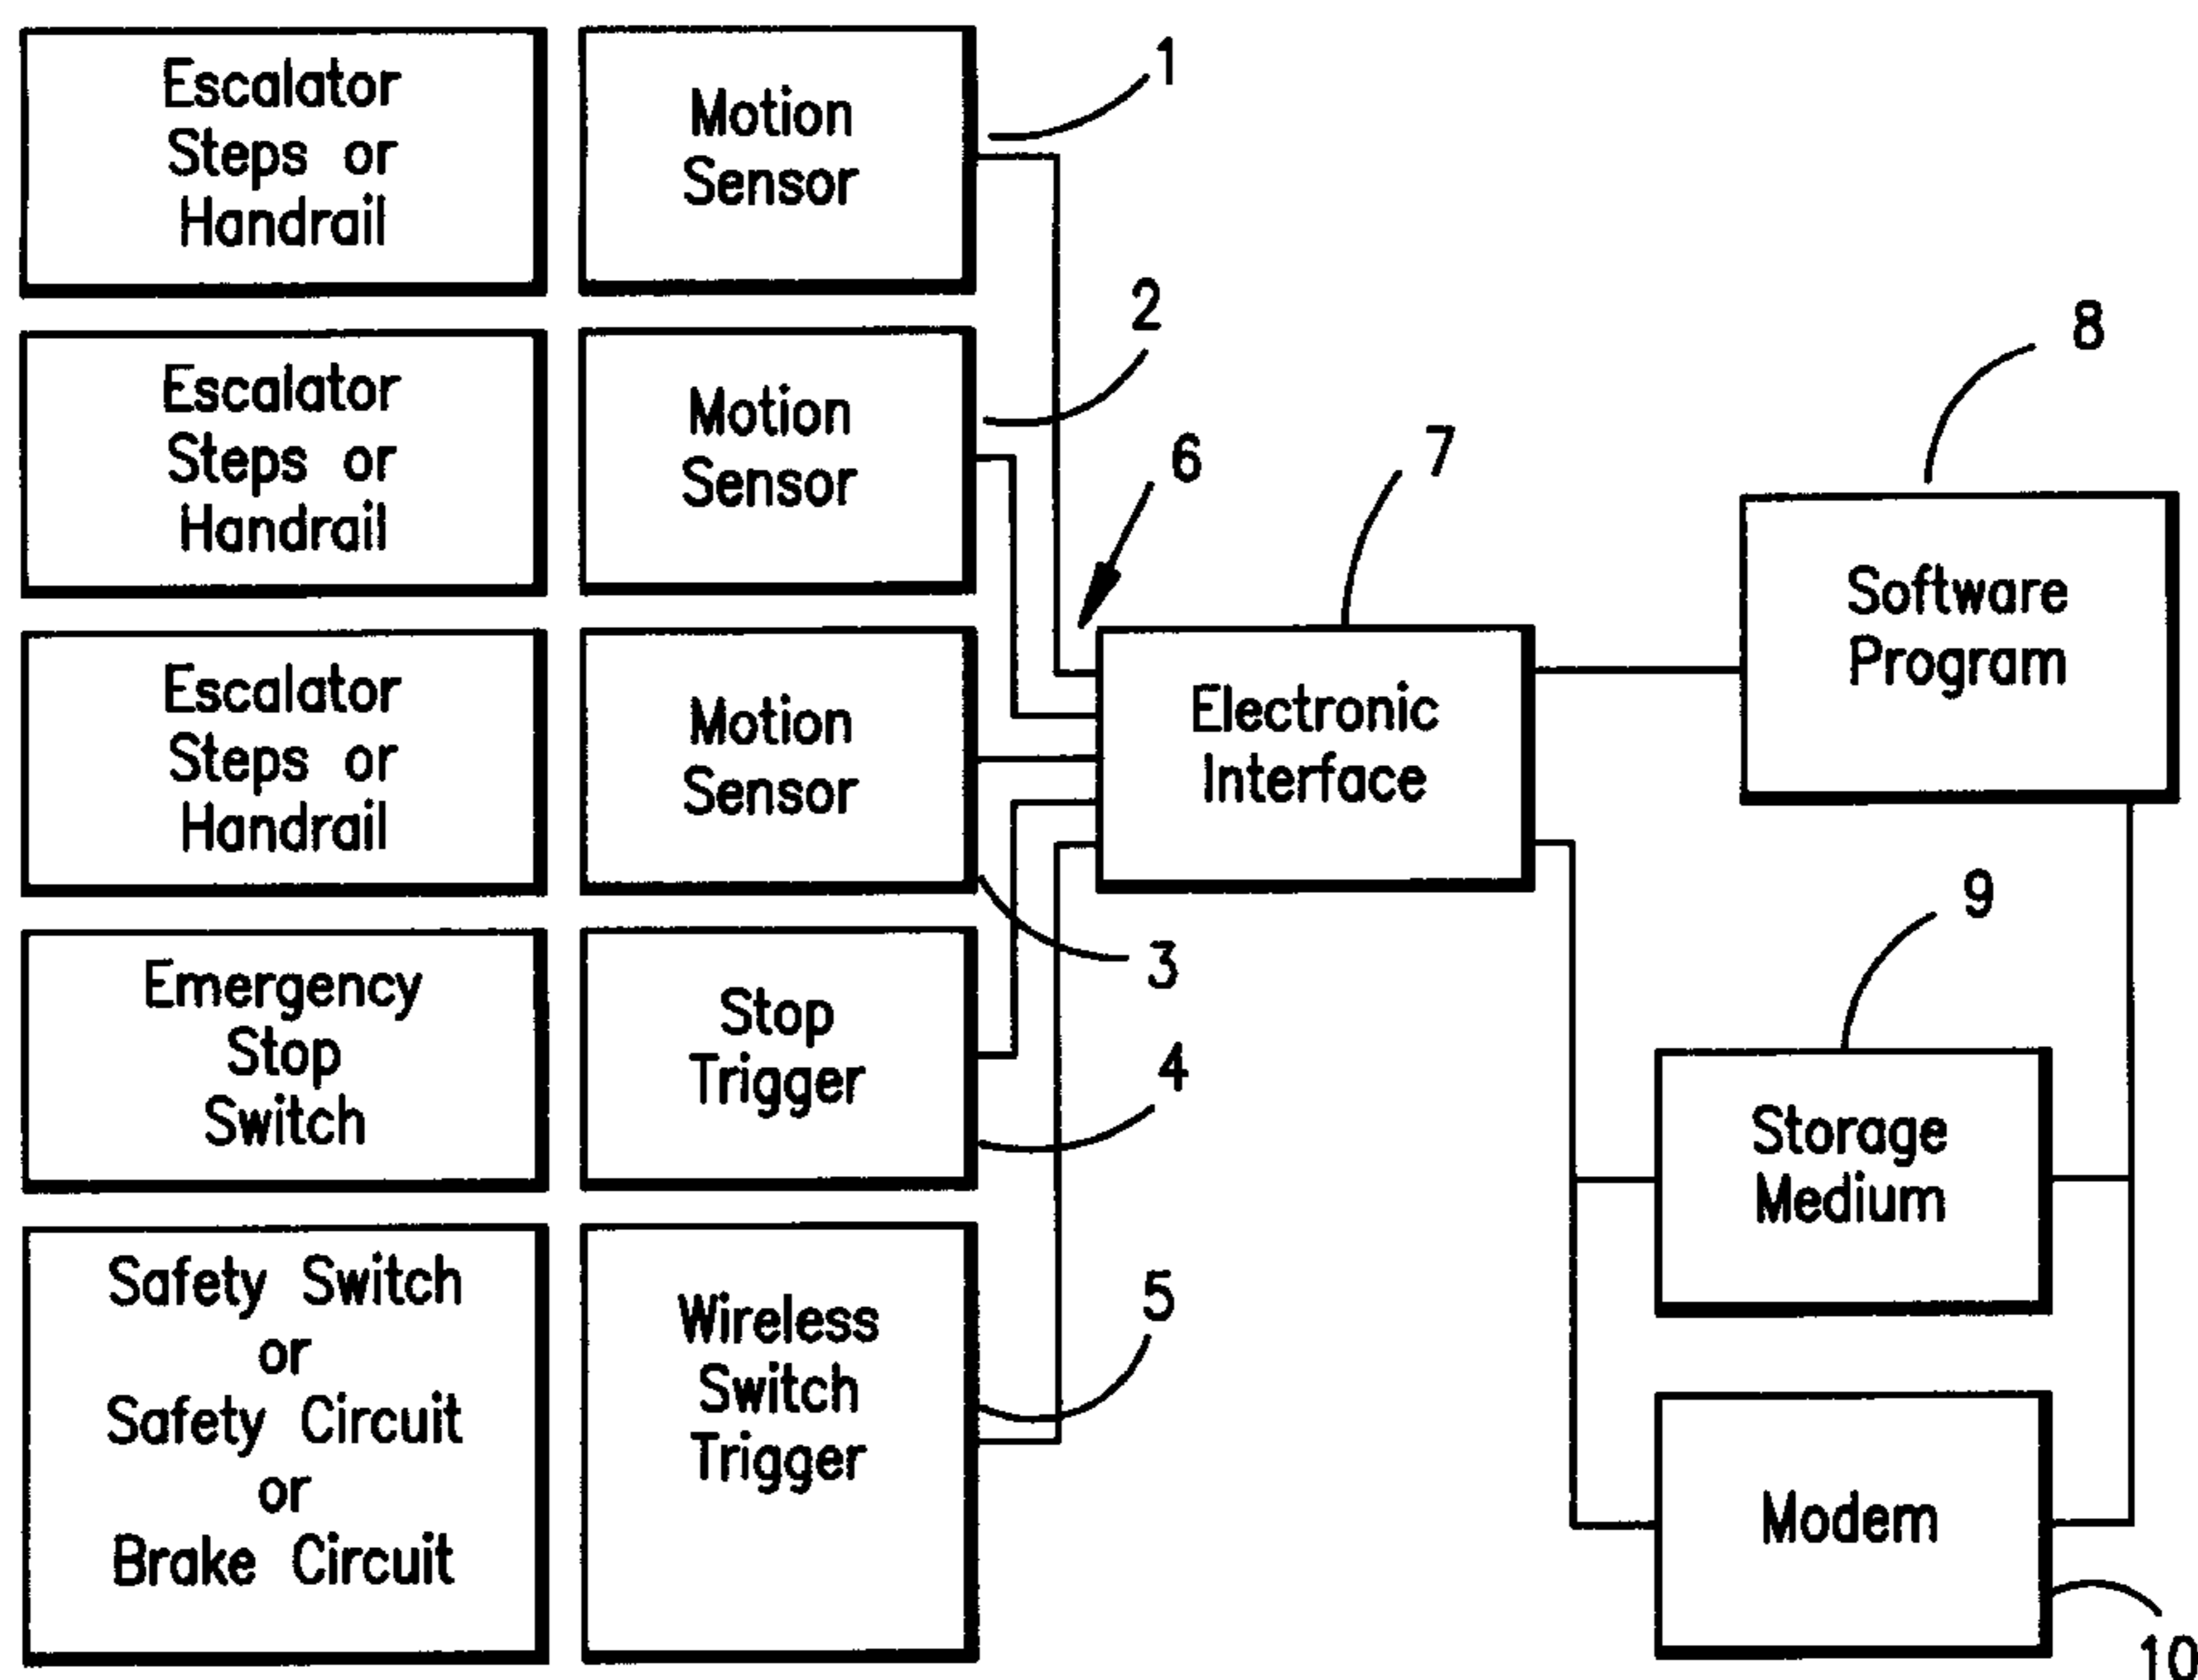 Escalator
Steps or
Handrail
Motion
Sensor
1
Escalator
Steps or
Handrail
Motion
Sensor
2
Escalator
Steps or
Handrail
Motion
Sensor
3
Emergency
Stop
Switch
Stop
Trigger
4
Safety Switch
or
Safety Circuit
or
Brake Circuit
Wireless
Switch
Trigger
5
6
7
Electronic
Interface
8
Software
Program
9
Storage
Medium
Modem
10